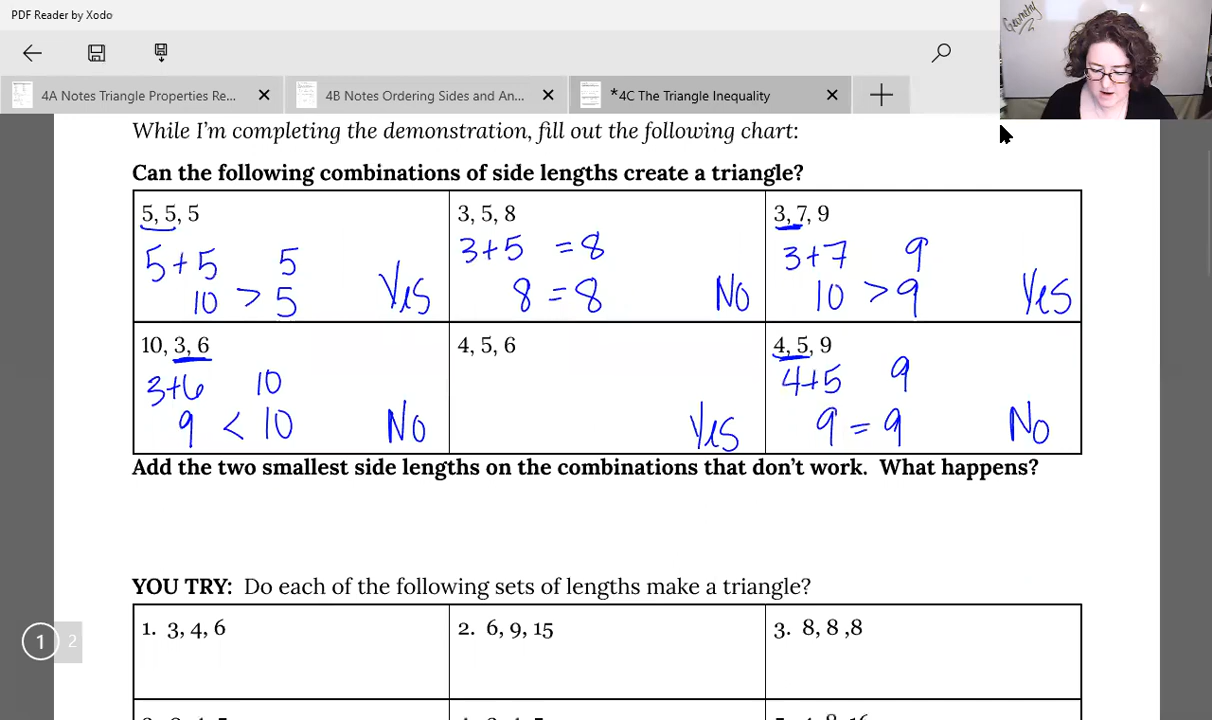 PDF Reader by Xodo
4A Notes Triangle Properties Re...
4B Notes Ordering Sides and An...
*4C The Triangle Inequality
Geometry
While I'm completing the demonstration, fill out the following chart:
Can the following combinations of side lengths create a triangle?
5, 5, 5
5+5 5
10 > 5 Yes
3, 5, 8
3+5 = 8
8 = 8 No
3, 7, 9
3+7 9
10 > 9 Yes
10, 3, 6
3+6 10
9 < 10 No
4, 5, 6
Yes
4, 5, 9
4+5 9
9 = 9 No
Add the two smallest side lengths on the combinations that don't work. What happens?
YOU TRY: Do each of the following sets of lengths make a triangle?
1. 3, 4, 6
2. 6, 9, 15
3. 8, 8 ,8
1 2